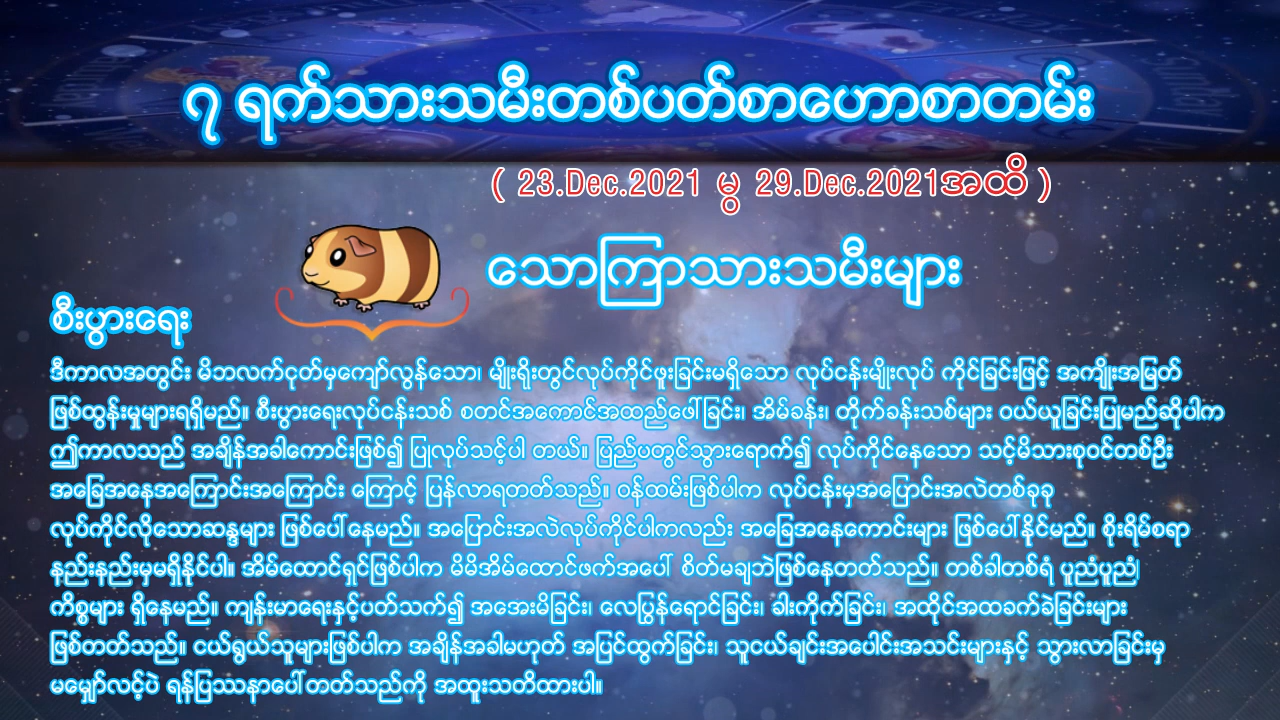 ၇ ရက်သားသမီးတစ်ပတ်စာဟောစာတမ်း
( 23.Dec.2021 မှ 29.Dec.2021အထိ )
သောကြာသားသမီးများ
စီးပွားရေး
ဒီကာလအတွင်း မိဘလက်ငုတ်မှကျော်လွန်သော၊ မျိုးရိုးတွင်လုပ်ကိုင်ဖူးခြင်းမရှိသော လုပ်ငန်းမျိုးလုပ် ကိုင်ခြင်းဖြင့် အကျိုးအမြတ်
ဖြစ်ထွန်းမှုများရရှိမည်။ စီးပွားရေးလုပ်ငန်းသစ် စတင်အကောင်အထည်ဖေါ်ခြင်း၊ အိမ်ခန်း၊ တိုက်ခန်းသစ်များ ဝယ်ယူခြင်းပြုမည်ဆိုပါက
ဤကာလသည် အချိန်အခါကောင်းဖြစ်၍ ပြုလုပ်သင့်ပါ တယ်။ ပြည်ပတွင်သွားရောက်၍ လုပ်ကိုင်နေသော သင့်မိသားစုဝင်တစ်ဦး
အခြေအနေအကြောင်းအကြောင်း ကြောင့် ပြန်လာရတတ်သည်။ ဝန်ထမ်းဖြစ်ပါက လုပ်ငန်းမှအပြောင်းအလဲတစ်ခုခု
လုပ်ကိုင်လိုသောဆန္ဒများ ဖြစ်ပေါ်နေမည်။ အပြောင်းအလဲလုပ်ကိုင်ပါကလည်း အခြေအနေကောင်းများ ဖြစ်ပေါ်နိုင်မည်။ စိုးရိမ်စရာ
နည်းနည်းမှမရှိနိုင်ပါ။ အိမ်ထောင်ရှင်ဖြစ်ပါက မိမိအိမ်ထောင်ဖက်အပေါ် စိတ်မချဘဲဖြစ်နေတတ်သည်။ တစ်ခါတစ်ရံ ပူညံပူညံ
ကိစ္စများ ရှိနေမည်။ ကျန်းမာရေးနှင့်ပတ်သက်၍ အအေးမိခြင်း၊ လေပြွန်ရောင်ခြင်း၊ ခါးကိုက်ခြင်း၊ အထိုင်အထခက်ခဲခြင်းများ
ဖြစ်တတ်သည်။ ငယ်ရွယ်သူများဖြစ်ပါက အချိန်အခါမဟုတ် အပြင်ထွက်ခြင်း၊ သူငယ်ချင်းအပေါင်းအသင်းများနှင့် သွားလာခြင်းမှ
မမျှော်လင့်ပဲ ရန်ပြဿနာပေါ်တတ်သည်ကို အထူးသတိထားပါ။